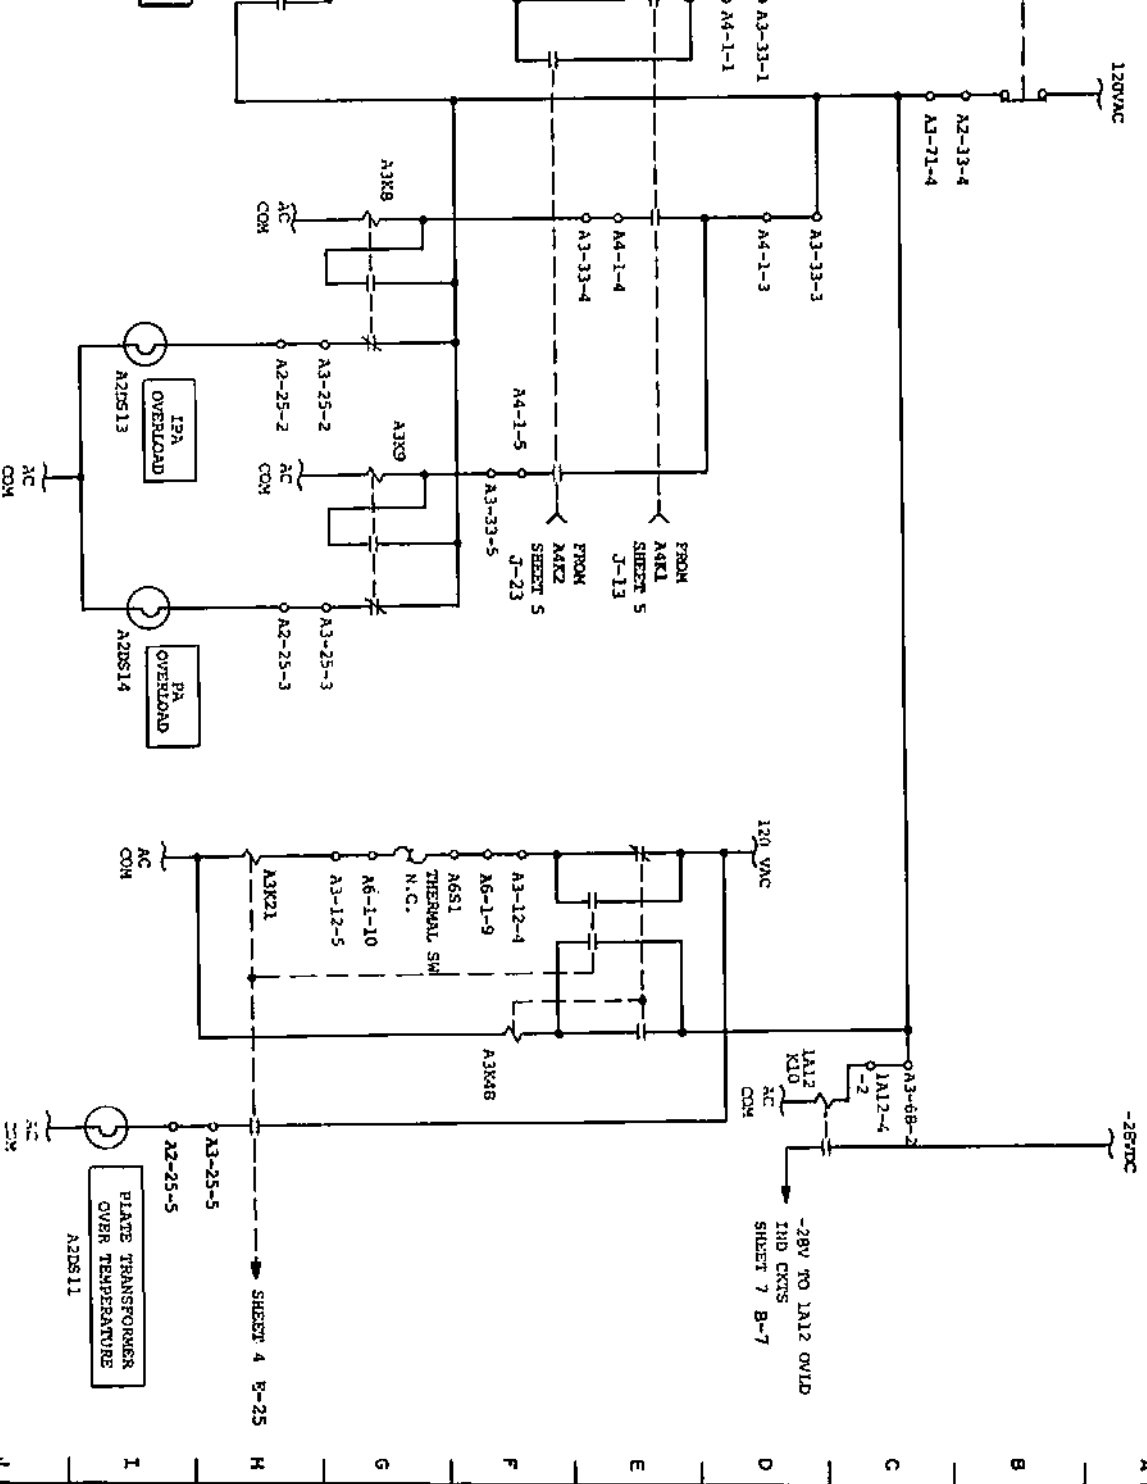 A4-1-1
A3-33-1
120VAC
A3-71-4
A2-33-4
A3K8
AC
COM
A3-33-4
A4-1-4
A4-1-3
A3-33-3
A2DS13
IPA
OVERLOAD
A2-25-2
A3-25-2
A4-1-5
A3K9
AC
COM
AC
COM
A3-33-5
FROM
A4K2
SHEET 5
J-23
FROM
A4K1
SHEET 5
J-13
A2DS14
PA
OVERLOAD
A2-25-3
A3-25-3
120 VAC
AC
COM
A3K21
A3-12-5
A6-1-10
THERMAL SW
N.C.
A6S1
A6-1-9
A3-12-4
A3K48
1A12
K10
AC
COM
1A12-4
-2
A3-68-2
-28VDC
AC
COM
A2-25-5
A3-25-5
PLATE TRANSFORMER
OVER TEMPERATURE
A2DS11
SHEET 4 E-25
-28V TO 1A12 OVLD
IND CKTS
SHEET 7 B-7
I
H
G
F
E
D
C
B